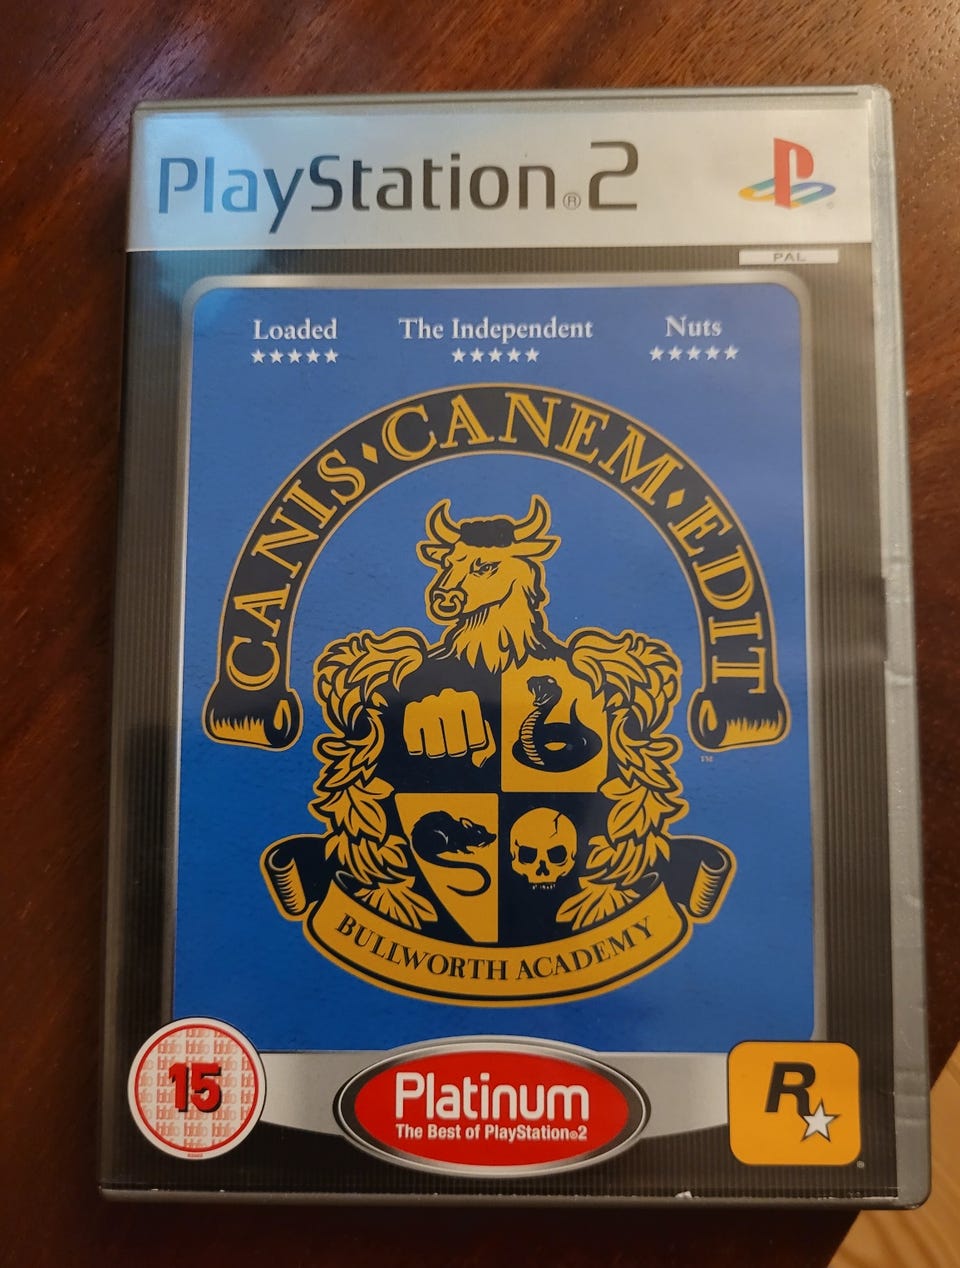 PlayStation®2
PAL
Loaded The Independent Nuts
★★★★★ ★★★★★ ★★★★★
CANIS♦CANEM♦EDIT
TM
BULLWORTH ACADEMY
15
Platinum
The Best of PlayStation®2
R★
®